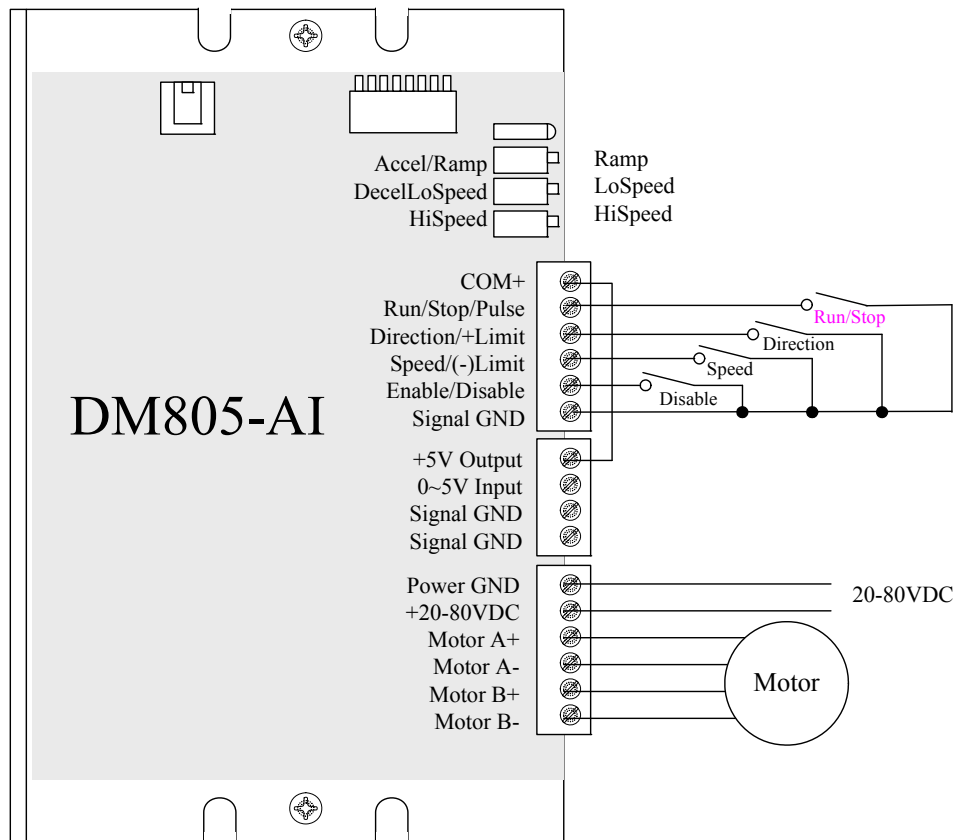 Accel/Ramp
Ramp
DecelLoSpeed
LoSpeed
HiSpeed
HiSpeed
COM+
Run/Stop/Pulse
Run/Stop
Direction/+Limit
Direction
Speed/(-)Limit
Speed
Enable/Disable
Disable
DM805-AI
Signal GND
+5V Output
0~5V Input
Signal GND
Signal GND
Power GND
20-80VDC
+20-80VDC
Motor A+
Motor A-
Motor
Motor B+
Motor B-